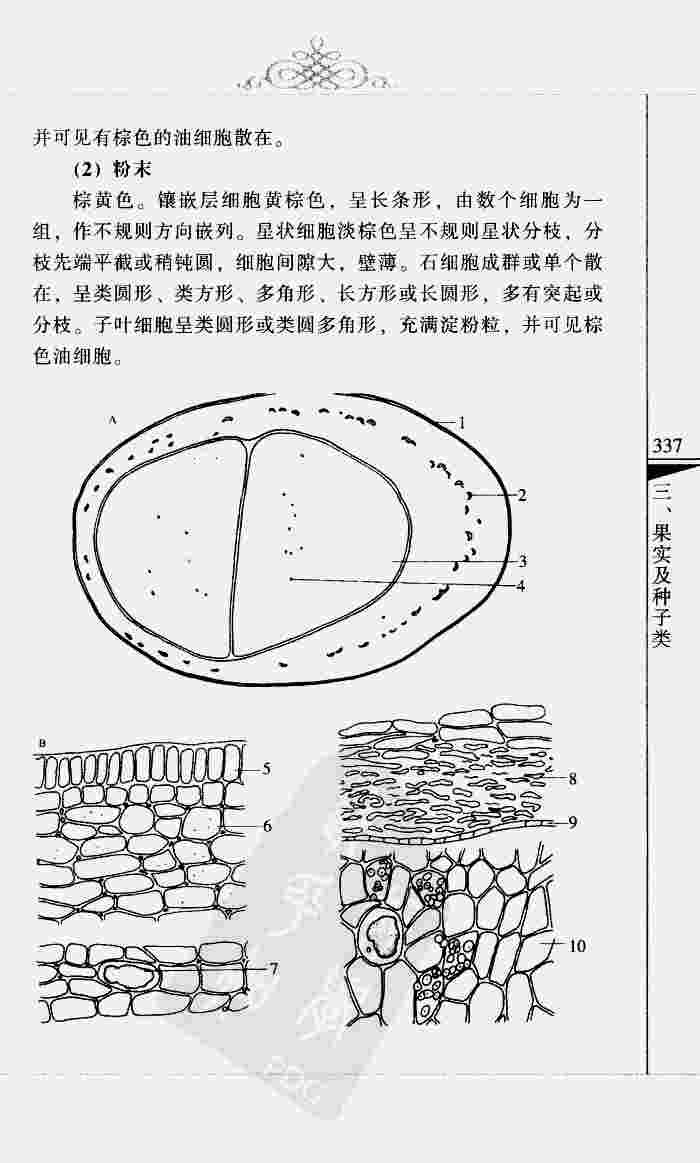 并可见有棕色的油细胞散在。
(2) 粉末
棕黄色。镶嵌层细胞黄棕色，呈长条形，由数个细胞为一
组，作不规则方向嵌列。星状细胞淡棕色呈不规则星状分枝，分
枝先端平截或稍钝圆，细胞间隙大，壁薄。石细胞成群或单个散
在，呈类圆形、类方形、多角形、长方形或长圆形，多有突起或
分枝。子叶细胞呈类圆形或类圆多角形，充满淀粉粒，并可见棕
色油细胞。
A
1
2
3
4
B
5
6
7
8
9
10
337
三、果实及种子类
PDG